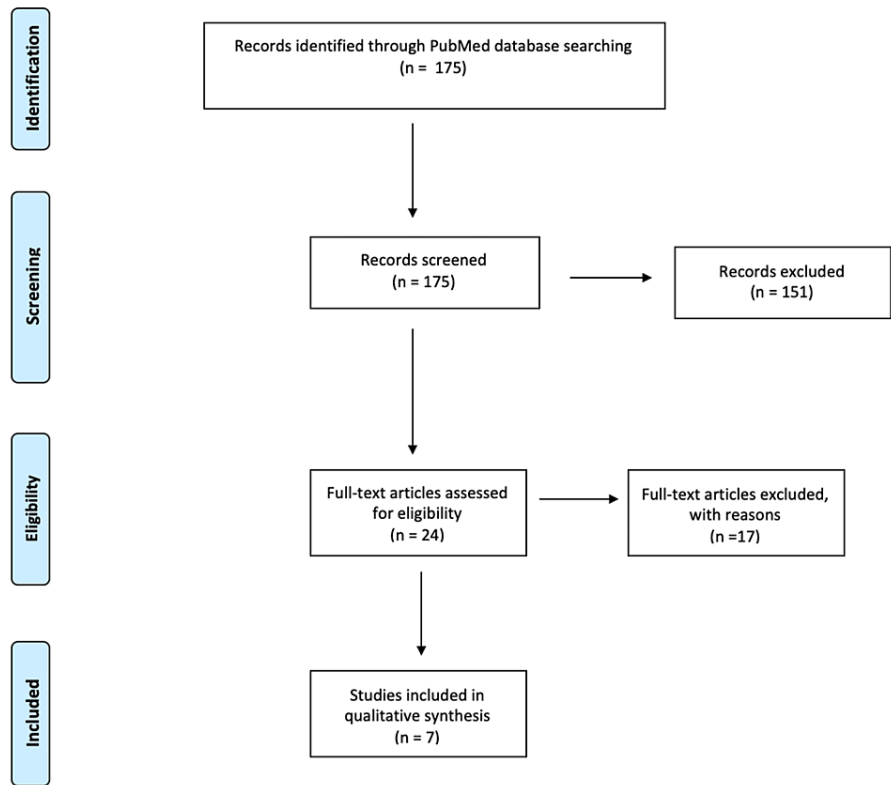 Identification
Records identified through PubMed database searching
(n = 175)
Screening
Records screened
(n = 175)
Records excluded
(n = 151)
Eligibility
Full-text articles assessed
for eligibility
(n = 24)
Full-text articles excluded,
with reasons
(n =17)
Included
Studies included in
qualitative synthesis
(n = 7)